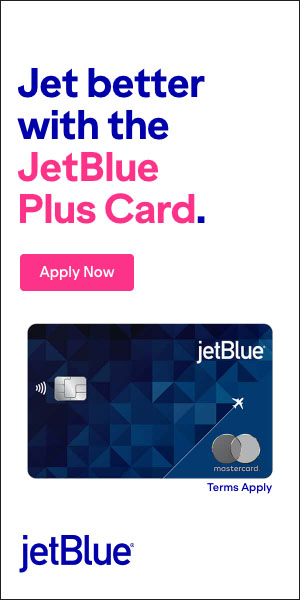 Jet better
with the
JetBlue
Plus Card.
Apply Now
jetBlue®
mastercard
Terms Apply
jetBlue®